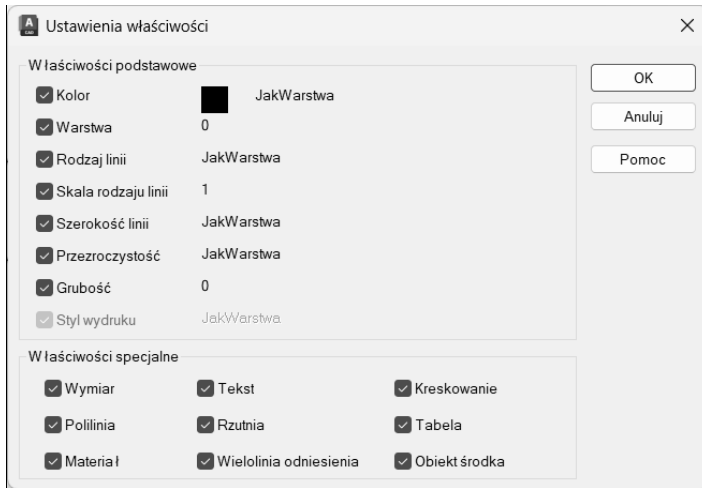 A CAD Ustawienia właściwości
Właściwości podstawowe
Kolor JakWarstwa
Warstwa 0
Rodzaj linii JakWarstwa
Skala rodzaju linii 1
Szerokość linii JakWarstwa
Przezroczystość JakWarstwa
Grubość 0
Styl wydruku JakWarstwa
Właściwości specjalne
Wymiar Tekst Kreskowanie
Polilinia Rzutnia Tabela
Materiał Wielolinia odniesienia Obiekt środka
OK
Anuluj
Pomoc